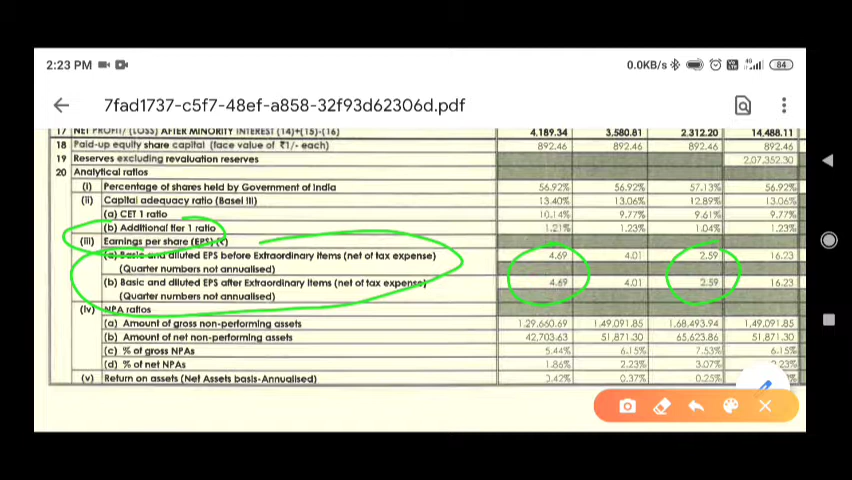 2:23 PM 0.0KB/s 84
7fad1737-c5f7-48ef-a858-32f93d62306d.pdf
17 NET PROFIT/ (LOSS) AFTER MINORITY INTEREST (14)+(15)-(16) 4,189.34 3,580.81 2,312.20 14,488.11
18 Paid-up equity share capital (face value of ₹1/- each) 892.46 892.46 892.46 892.46
19 Reserves excluding revaluation reserves 2,07,352.30
20 Analytical ratios
(i) Percentage of shares held by Government of India 56.92% 56.92% 57.13% 56.92%
(ii) Capital adequacy ratio (Basel III) 13.40% 13.06% 12.89% 13.06%
(a) CET 1 ratio 10.14% 9.77% 9.61% 9.77%
(b) Additional tier 1 ratio 1.21% 1.23% 1.04% 1.23%
(iii) Earnings per share (EPS) (₹)
(a) Basic and diluted EPS before Extraordinary items (net of tax expense) 4.69 4.01 2.59 16.23
(Quarter numbers not annualised)
(b) Basic and diluted EPS after Extraordinary items (net of tax expense) 4.69 4.01 2.59 16.23
(Quarter numbers not annualised)
(iv) NPA ratios
(a) Amount of gross non-performing assets 1,29,660.69 1,49,091.85 1,68,493.94 1,49,091.85
(b) Amount of net non-performing assets 42,703.86 51,871.30 65,623.86 51,871.30
(c) % of gross NPAs 5.44% 6.15% 7.53% 6.15%
(d) % of net NPAs 1.86% 2.23% 3.07% 2.23%
(v) Return on assets (Net Assets basis-Annualised) 0.42% 0.37% 0.25%